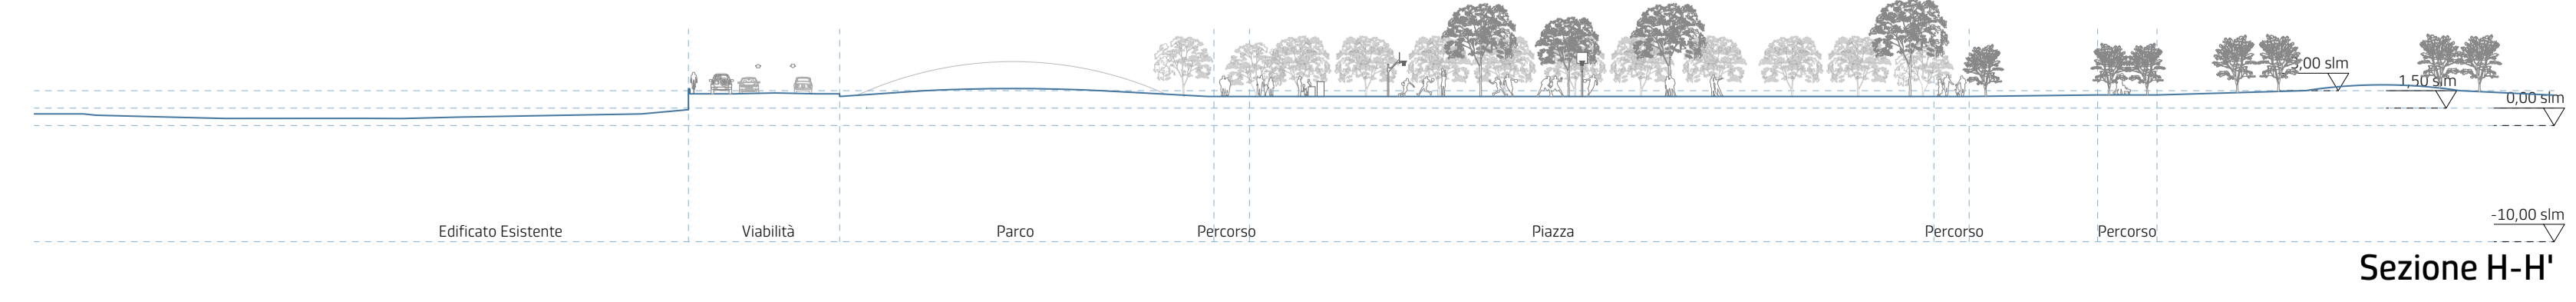 3,00 slm
1,50 slm
0,00 slm
-10,00 slm
Edificato Esistente
Viabilità
Parco
Percorso
Piazza
Percorso
Percorso
Sezione H-H'